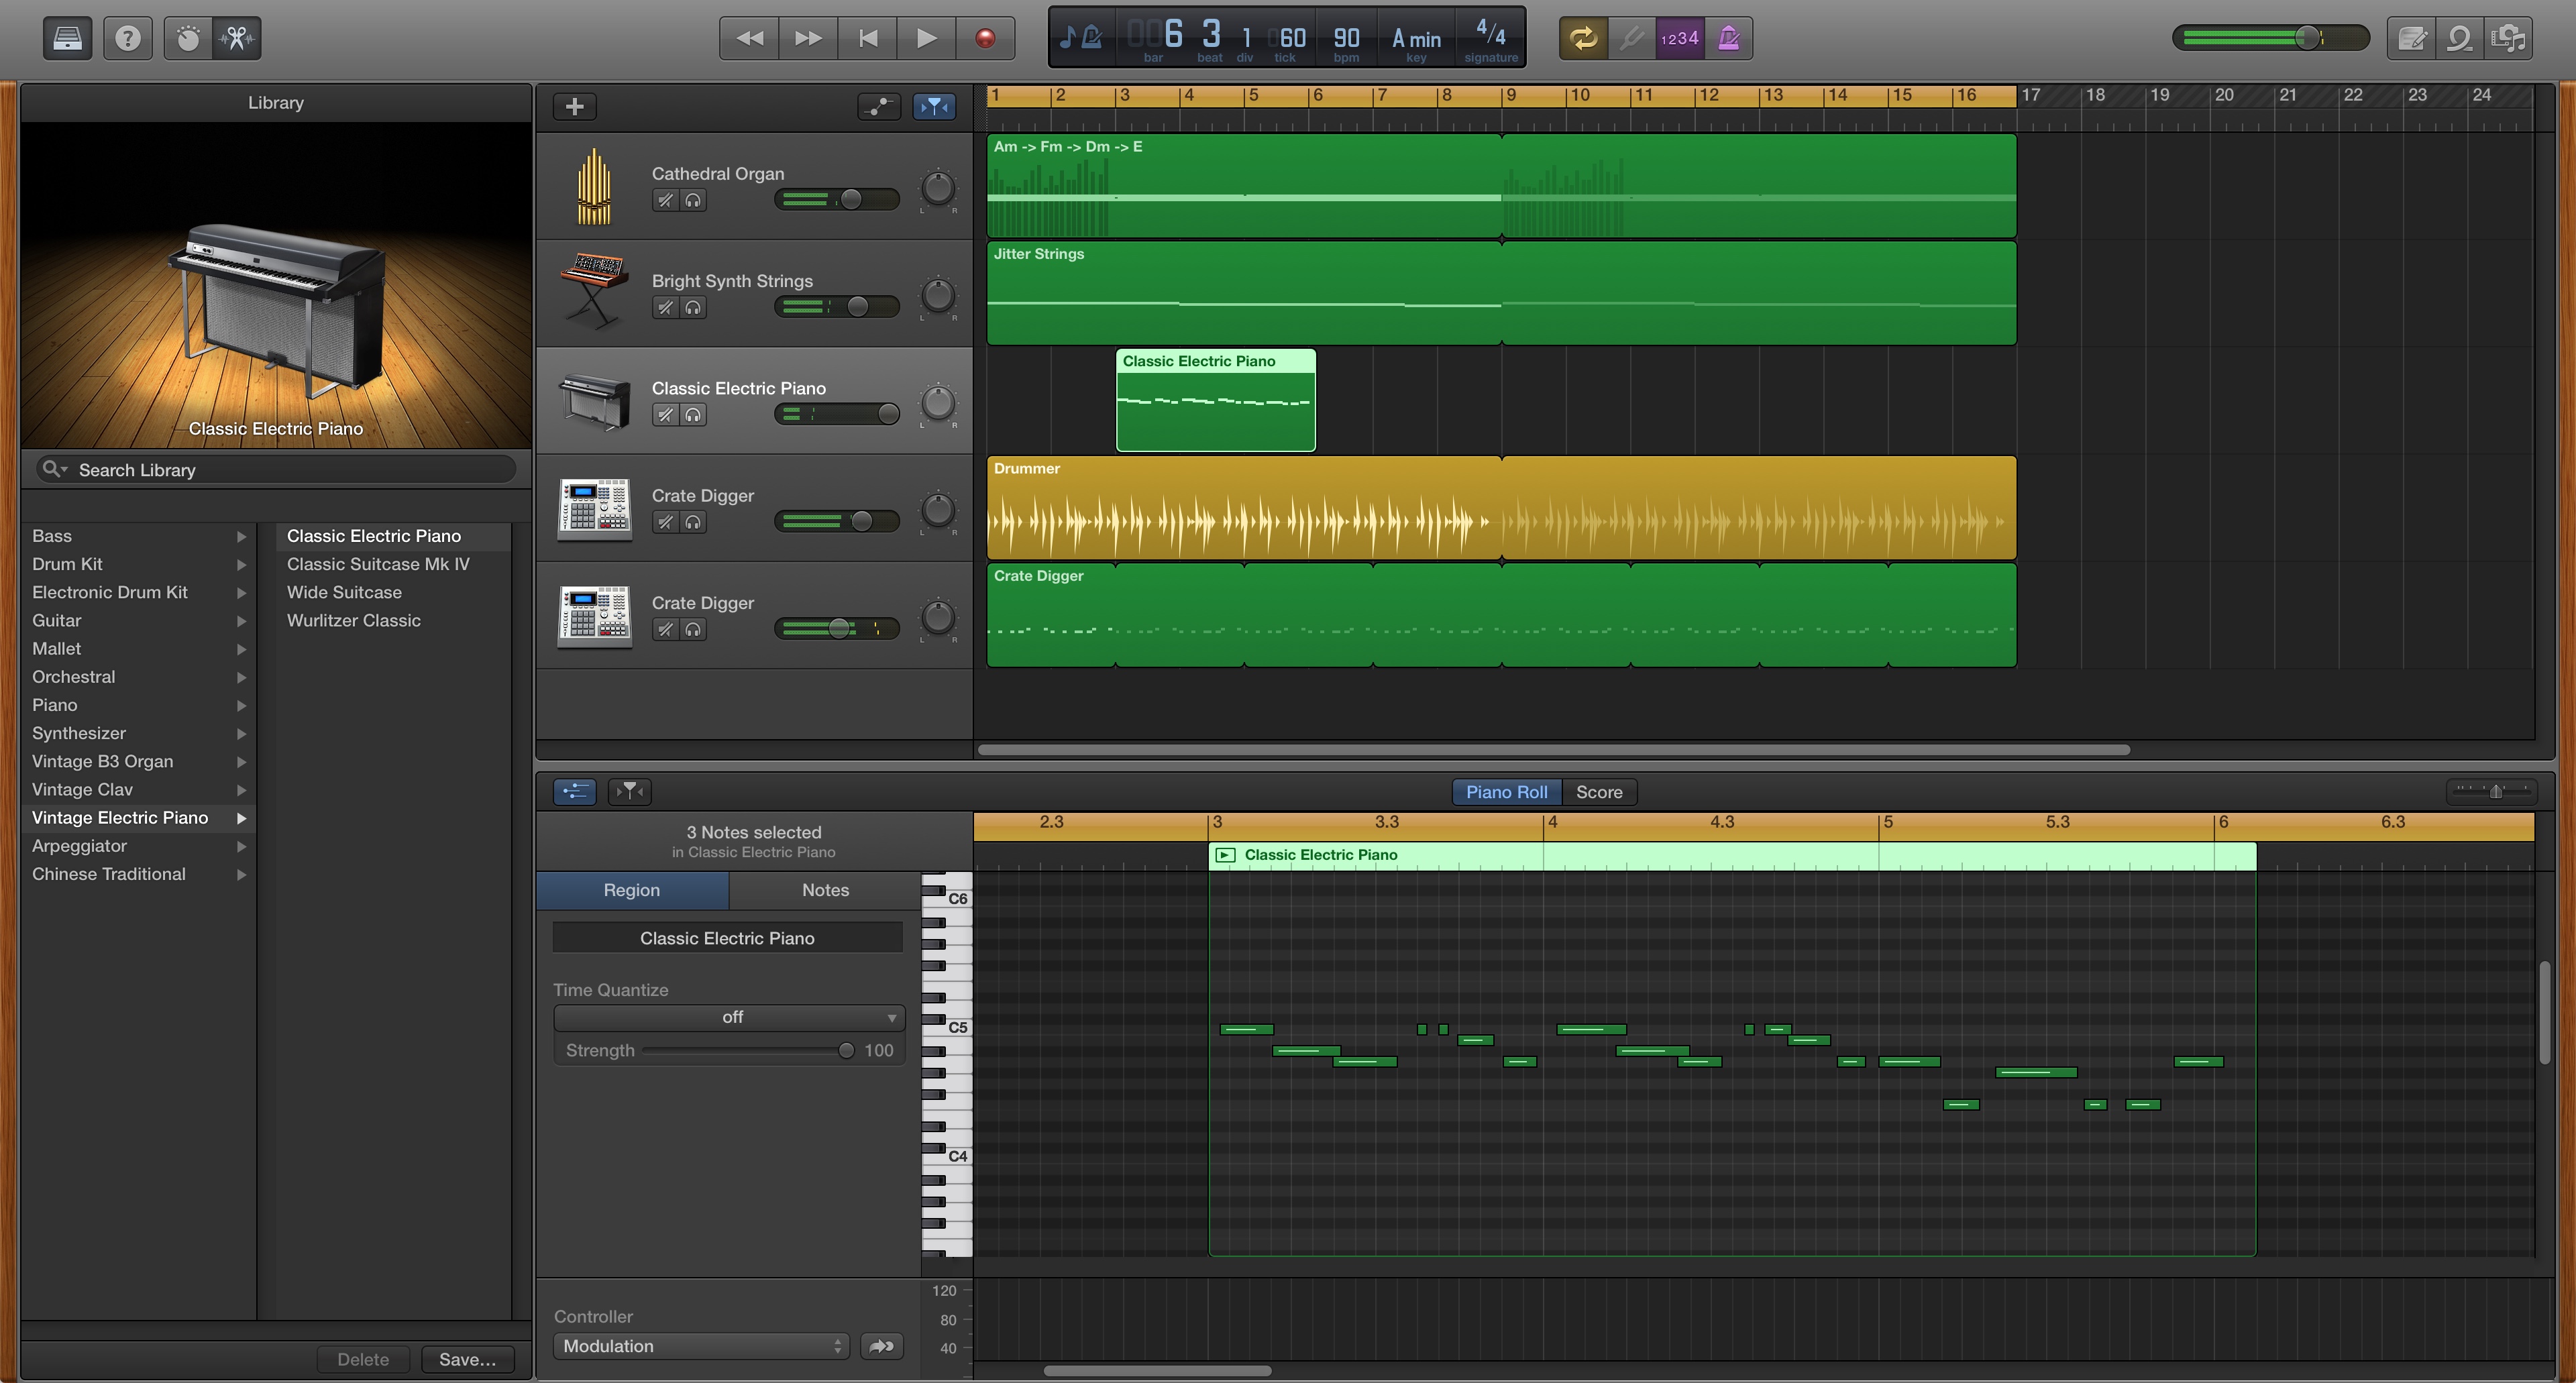 006 3 1 060 90 A min 4/4
bar beat div tick bpm key signature
1234
Library
Classic Electric Piano
Search Library
Bass
Drum Kit
Electronic Drum Kit
Guitar
Mallet
Orchestral
Piano
Synthesizer
Vintage B3 Organ
Vintage Clav
Vintage Electric Piano
Arpeggiator
Chinese Traditional
Classic Electric Piano
Classic Suitcase Mk IV
Wide Suitcase
Wurlitzer Classic
Delete Save...
1 2 3 4 5 6 7 8 9 10 11 12 13 14 15 16 17 18 19 20 21 22 23 24
Cathedral Organ
L R
Am -> Fm -> Dm -> E
Bright Synth Strings
L R
Jitter Strings
Classic Electric Piano
L R
Classic Electric Piano
Crate Digger
L R
Drummer
Crate Digger
L R
Crate Digger
Piano Roll Score
3 Notes selected
in Classic Electric Piano
2.3 3 3.3 4 4.3 5 5.3 6 6.3
Classic Electric Piano
Region Notes
Classic Electric Piano
Time Quantize
off
Strength 100
C6
C5
C4
Controller
Modulation
120
80
40